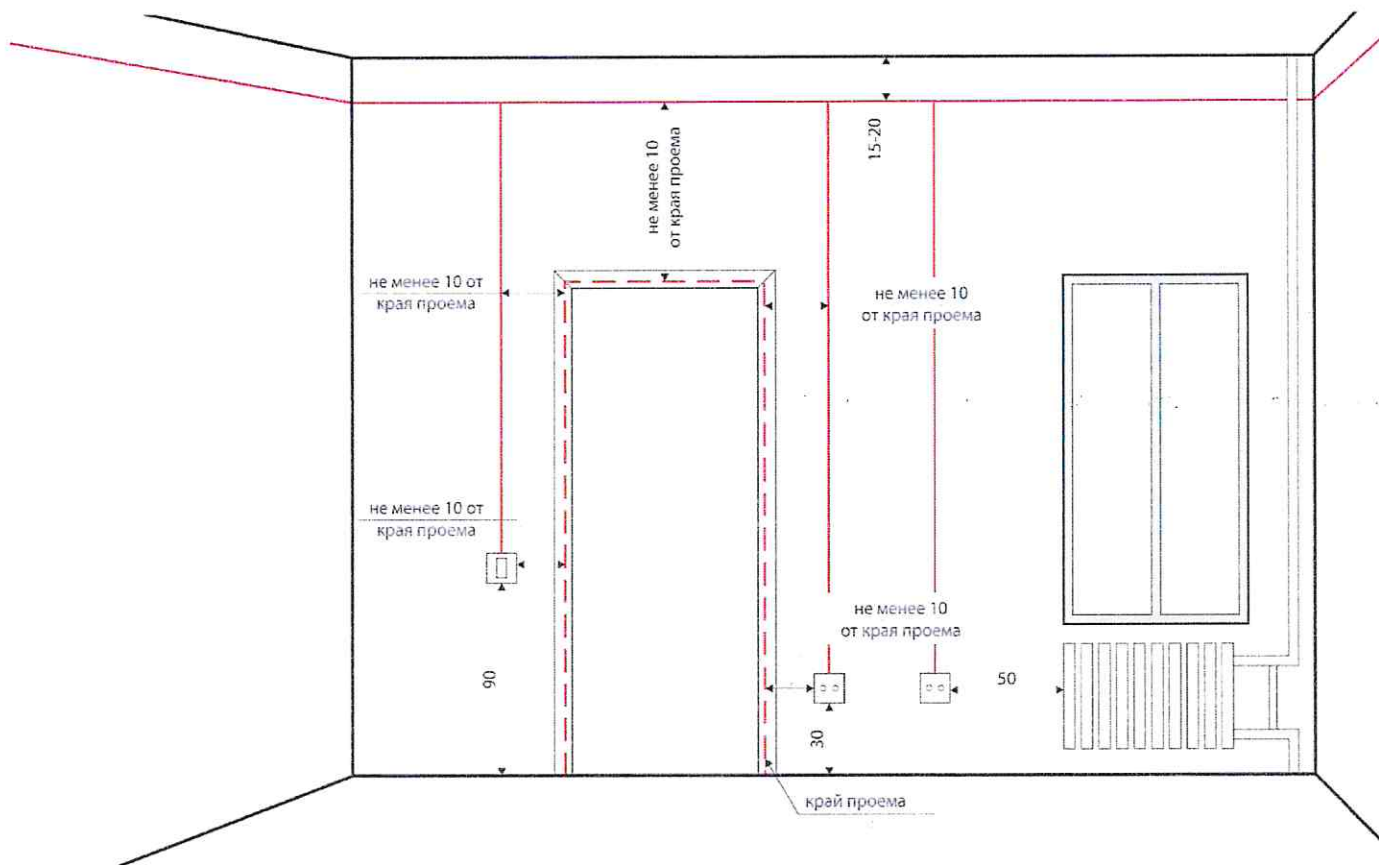 15-20
не менее 10
от края проема
не менее 10 от
края проема
не менее 10
от края проема
не менее 10 от
края проема
не менее 10
от края проема
90
50
30
край проема